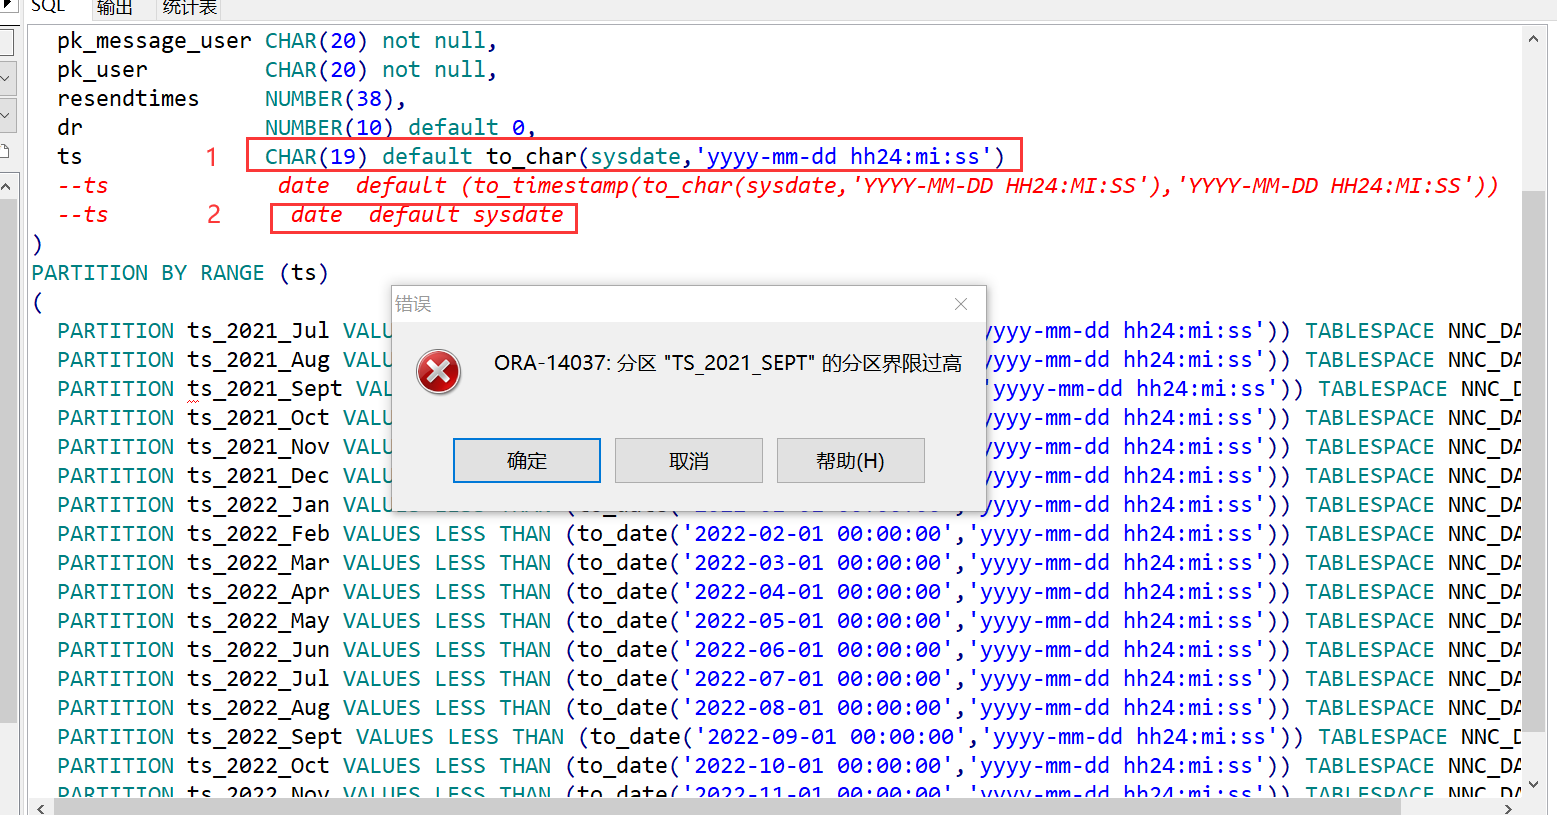 SQL 输出 统计表
pk_message_user CHAR(20) not null,
pk_user CHAR(20) not null,
resendtimes NUMBER(38),
dr NUMBER(10) default 0,
ts 1 CHAR(19) default to_char(sysdate,'yyyy-mm-dd hh24:mi:ss')
--ts date default (to_timestamp(to_char(sysdate,'YYYY-MM-DD HH24:MI:SS'),'YYYY-MM-DD HH24:MI:SS'))
--ts 2 date default sysdate
)
PARTITION BY RANGE (ts)
(
错误
PARTITION ts_2021_Jul VALU yyyy-mm-dd hh24:mi:ss')) TABLESPACE NNC_DA
PARTITION ts_2021_Aug VALU yyyy-mm-dd hh24:mi:ss')) TABLESPACE NNC_DA
ORA-14037: 分区 "TS_2021_SEPT" 的分区界限过高
PARTITION ts_2021_Sept VAL 'yyyy-mm-dd hh24:mi:ss')) TABLESPACE NNC_D
PARTITION ts_2021_Oct VALU yyyy-mm-dd hh24:mi:ss')) TABLESPACE NNC_DA
PARTITION ts_2021_Nov VALU yyyy-mm-dd hh24:mi:ss')) TABLESPACE NNC_DA
确定 取消 帮助(H)
PARTITION ts_2021_Dec VALU yyyy-mm-dd hh24:mi:ss')) TABLESPACE NNC_DA
PARTITION ts_2022_Jan VALUES LESS THAN yyyy-mm-dd hh24:mi:ss')) TABLESPACE NNC_DA
PARTITION ts_2022_Feb VALUES LESS THAN (to_date('2022-02-01 00:00:00','yyyy-mm-dd hh24:mi:ss')) TABLESPACE NNC_DA
PARTITION ts_2022_Mar VALUES LESS THAN (to_date('2022-03-01 00:00:00','yyyy-mm-dd hh24:mi:ss')) TABLESPACE NNC_DA
PARTITION ts_2022_Apr VALUES LESS THAN (to_date('2022-04-01 00:00:00','yyyy-mm-dd hh24:mi:ss')) TABLESPACE NNC_DA
PARTITION ts_2022_May VALUES LESS THAN (to_date('2022-05-01 00:00:00','yyyy-mm-dd hh24:mi:ss')) TABLESPACE NNC_DA
PARTITION ts_2022_Jun VALUES LESS THAN (to_date('2022-06-01 00:00:00','yyyy-mm-dd hh24:mi:ss')) TABLESPACE NNC_DA
PARTITION ts_2022_Jul VALUES LESS THAN (to_date('2022-07-01 00:00:00','yyyy-mm-dd hh24:mi:ss')) TABLESPACE NNC_DA
PARTITION ts_2022_Aug VALUES LESS THAN (to_date('2022-08-01 00:00:00','yyyy-mm-dd hh24:mi:ss')) TABLESPACE NNC_DA
PARTITION ts_2022_Sept VALUES LESS THAN (to_date('2022-09-01 00:00:00','yyyy-mm-dd hh24:mi:ss')) TABLESPACE NNC_D
PARTITION ts_2022_Oct VALUES LESS THAN (to_date('2022-10-01 00:00:00','yyyy-mm-dd hh24:mi:ss')) TABLESPACE NNC_DA
PARTITION ts_2022_Nov VALUES LESS THAN (to_date('2022-11-01 00:00:00','yyyy-mm-dd hh24:mi:ss')) TABLESPACE NNC_DA